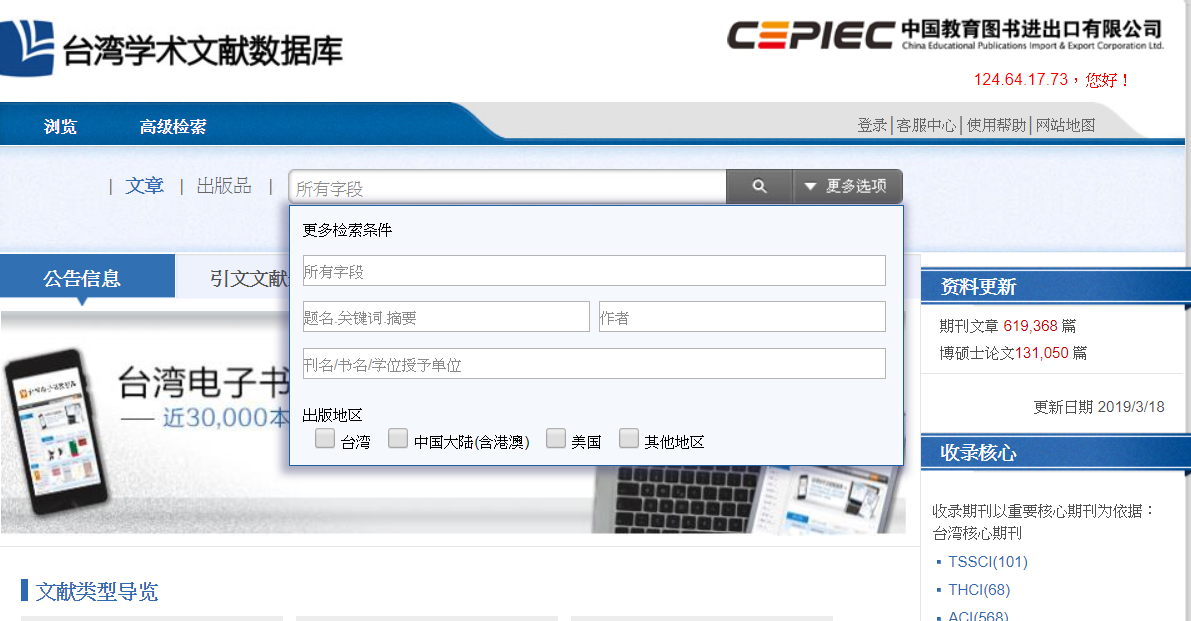 台湾学术文献数据库
CEPIEC 中国教育图书进出口有限公司
China Educational Publications Import & Export Corporation Ltd.
124.64.17.73，您好！
浏览 高级检索
登录│客服中心│使用帮助│网站地图
| 文章 | 出版品 | 所有字段 更多选项
更多检索条件
所有字段
题名.关键词.摘要 作者
刊名/书名/学位授予单位
出版地区
台湾 中国大陆(含港澳) 美国 其他地区
公告信息 引文文献
台湾电子书
近30,000本
资料更新
期刊文章 619,368 篇
博硕士论文131,050 篇
更新日期 2019/3/18
收录核心
收录期刊以重要核心期刊为依据：
台湾核心期刊
TSSCI(101)
THCI(68)
ACI(568)
文献类型导览